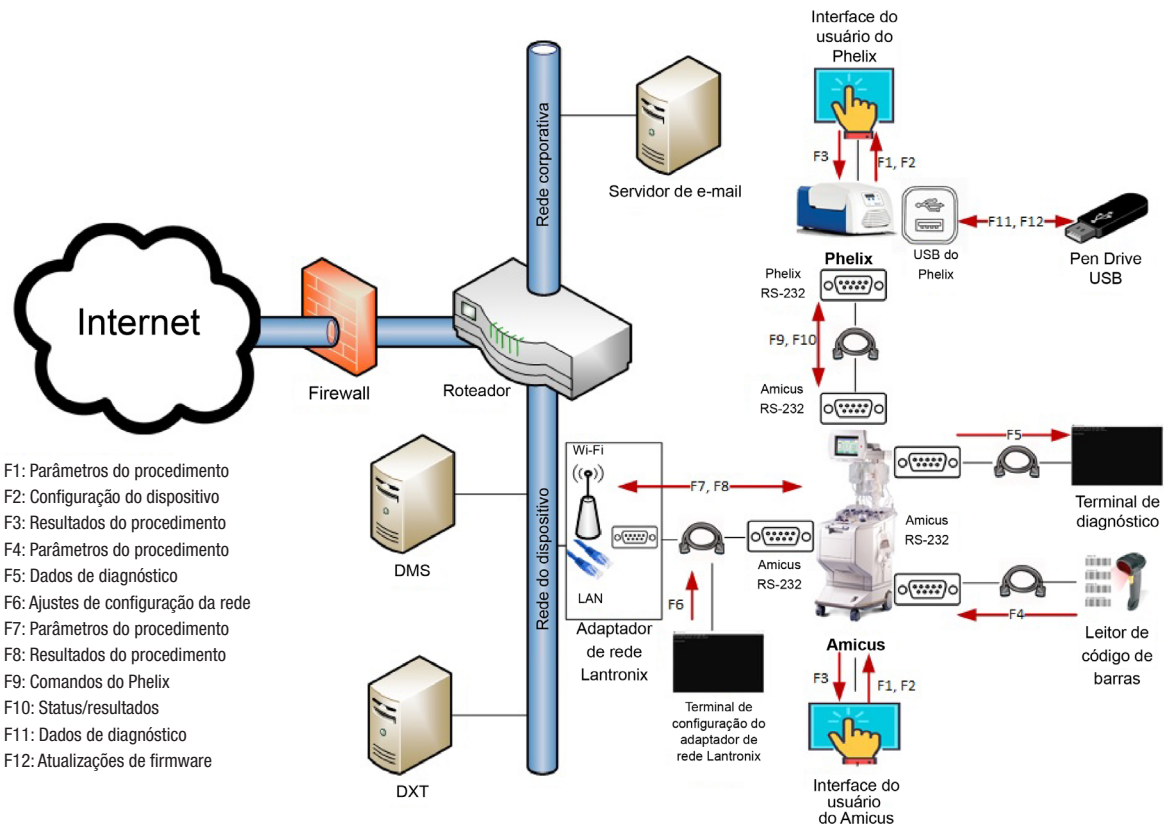 Interface do
usuário do
Phelix
F3
F1, F2
Rede corporativa
Servidor de e-mail
F11, F12
Phelix
USB do
Phelix
Pen Drive
USB
Phelix
RS-232
Internet
F9, F10
Firewall
Roteador
Amicus
RS-232
F1: Parâmetros do procedimento
F2: Configuração do dispositivo
F3: Resultados do procedimento
F4: Parâmetros do procedimento
F5: Dados de diagnóstico
F6: Ajustes de configuração da rede
F7: Parâmetros do procedimento
F8: Resultados do procedimento
F9: Comandos do Phelix
F10: Status/resultados
F11: Dados de diagnóstico
F12: Atualizações de firmware
DMS
DXT
Rede do dispositivo
Wi-Fi
LAN
Adaptador
de rede
Lantronix
F7, F8
Amicus
RS-232
F6
Terminal de
configuração do
adaptador de
rede Lantronix
F5
Terminal de
diagnóstico
Amicus
RS-232
F4
Leitor de
código de
barras
Amicus
F3
F1, F2
Interface do
usuário
do Amicus